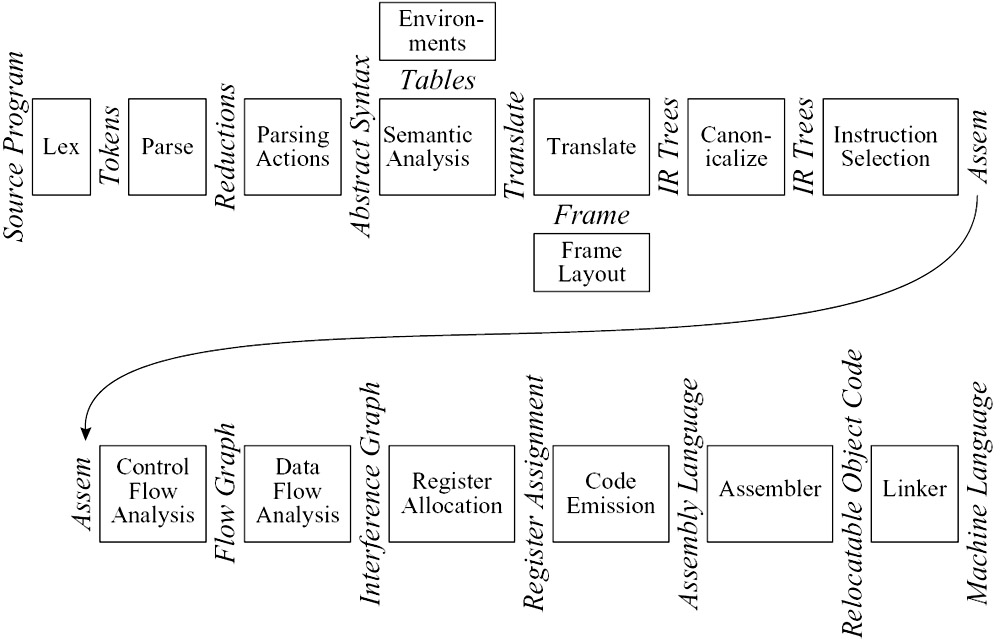 Environ-
ments
Tables
Source Program
Lex
Tokens
Parse
Reductions
Parsing
Actions
Abstract Syntax
Semantic
Analysis
Translate
Translate
IR Trees
Canon-
icalize
IR Trees
Instruction
Selection
Assem
Frame
Frame
Layout
Assem
Control
Flow
Analysis
Flow Graph
Data
Flow
Analysis
Interference Graph
Register
Allocation
Register Assignment
Code
Emission
Assembly Language
Assembler
Relocatable Object Code
Linker
Machine Language